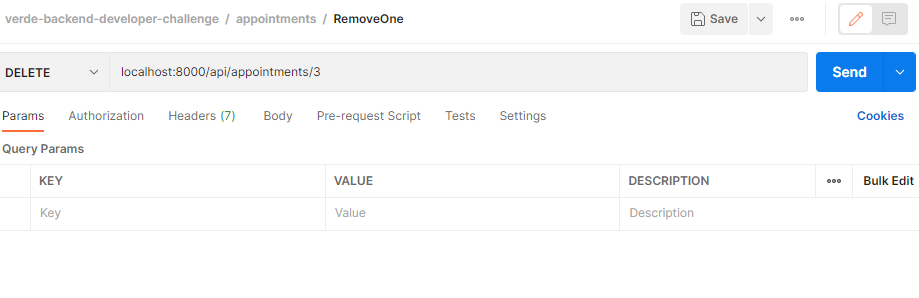 verde-backend-developer-challenge / appointments / RemoveOne Save
DELETE localhost:8000/api/appointments/3 Send
Params Authorization Headers (7) Body Pre-request Script Tests Settings Cookies
Query Params
KEY VALUE DESCRIPTION Bulk Edit
Key Value Description